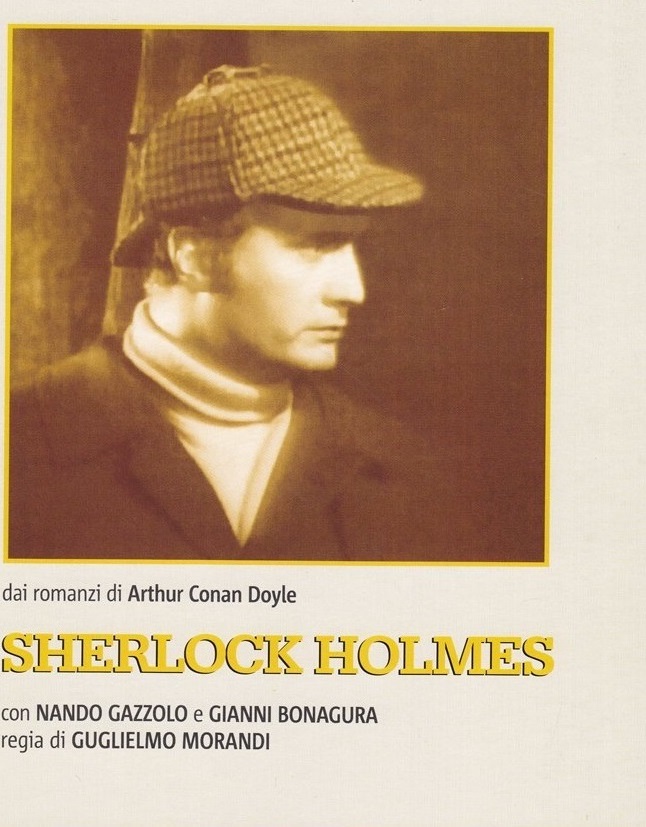 dai romanzi di Arthur Conan Doyle
SHERLOCK HOLMES
con NANDO GAZZOLO e GIANNI BONAGURA
regia di GUGLIELMO MORANDI